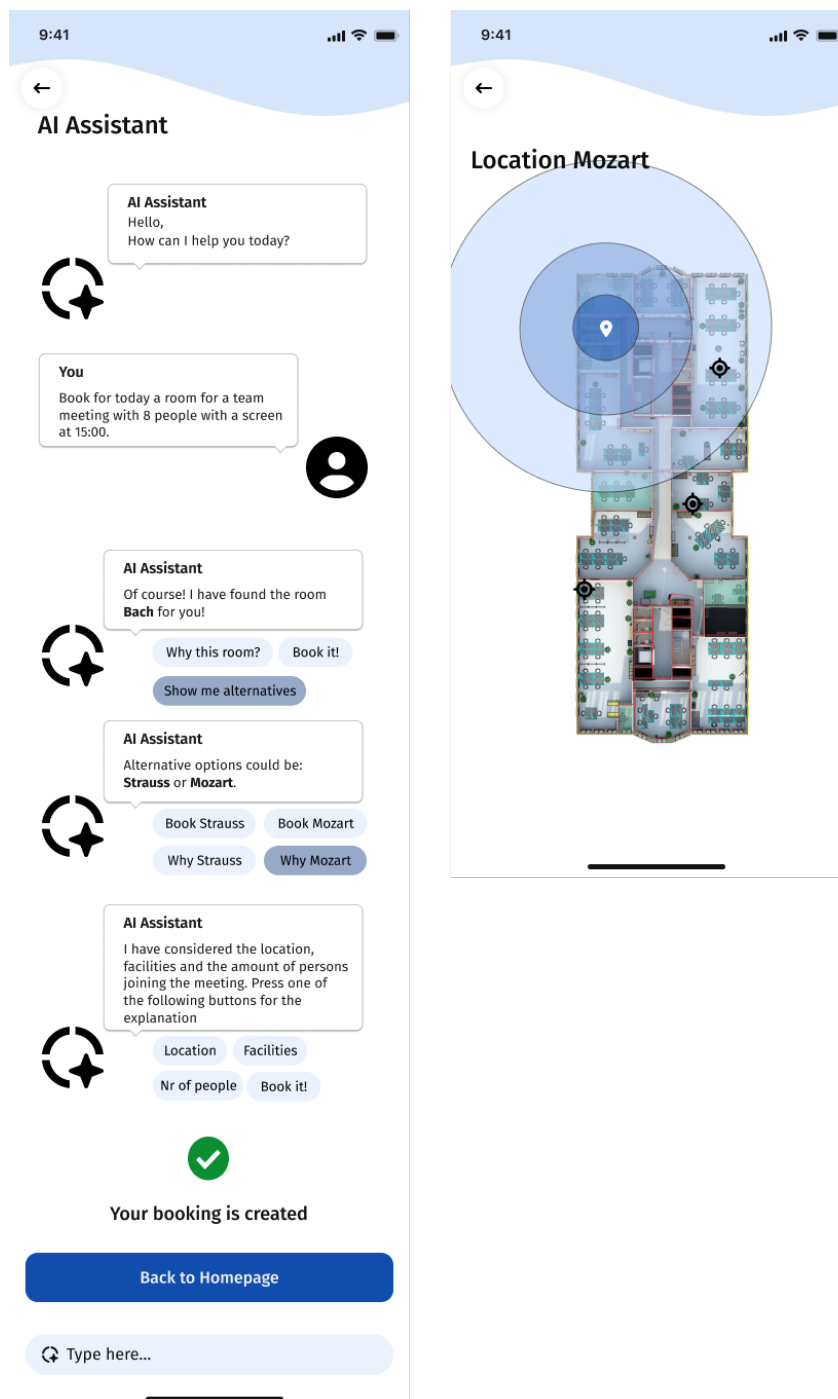 9:41
AI Assistant
AI Assistant
Hello,
How can I help you today?
You
Book for today a room for a team
meeting with 8 people with a screen
at 15:00.
AI Assistant
Of course! I have found the room
Bach for you!
Why this room?
Book it!
Show me alternatives
AI Assistant
Alternative options could be:
Strauss or Mozart.
Book Strauss
Book Mozart
Why Strauss
Why Mozart
AI Assistant
I have considered the location,
facilities and the amount of persons
joining the meeting. Press one of
the following buttons for the
explanation
Location
Facilities
Nr of people
Book it!
Your booking is created
Back to Homepage
Type here...
9:41
Location Mozart